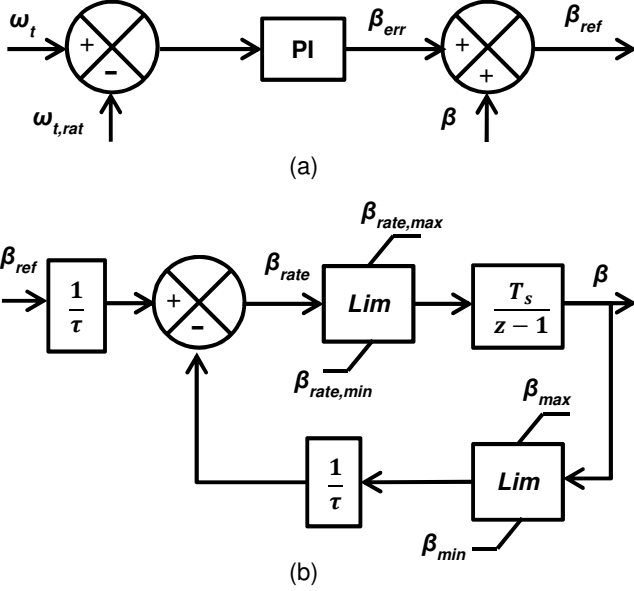 ω_t
+
-
ω_t,rat
PI
β_err
+
+
β
β_ref
(a)
β_ref
1/τ
+
-
β_rate
β_rate,max
Lim
β_rate,min
T_s/(z − 1)
β
β_max
Lim
β_min
1/τ
(b)